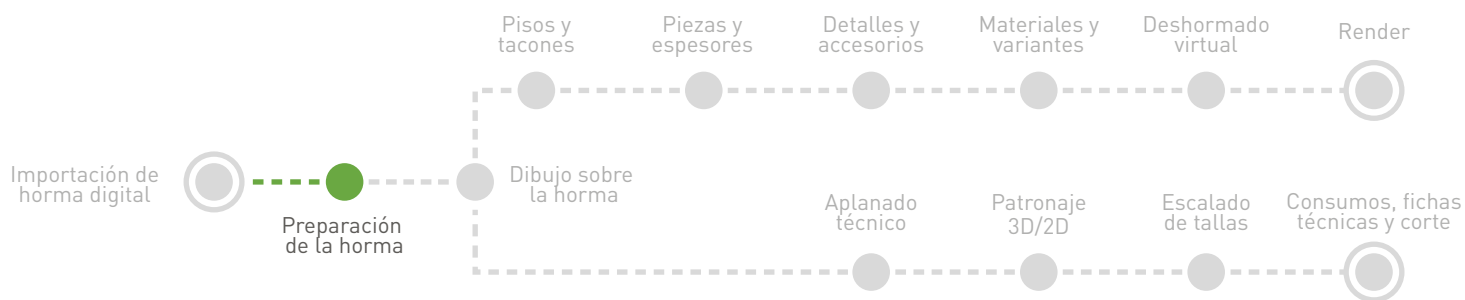 Pisos y
tacones
Piezas y
espesores
Detalles y
accesorios
Materiales y
variantes
Deshormado
virtual
Render
Importación de
horma digital
Preparación
de la horma
Dibujo sobre
la horma
Aplanado
técnico
Patronaje
3D/2D
Escalado
de tallas
Consumos, fichas
técnicas y corte